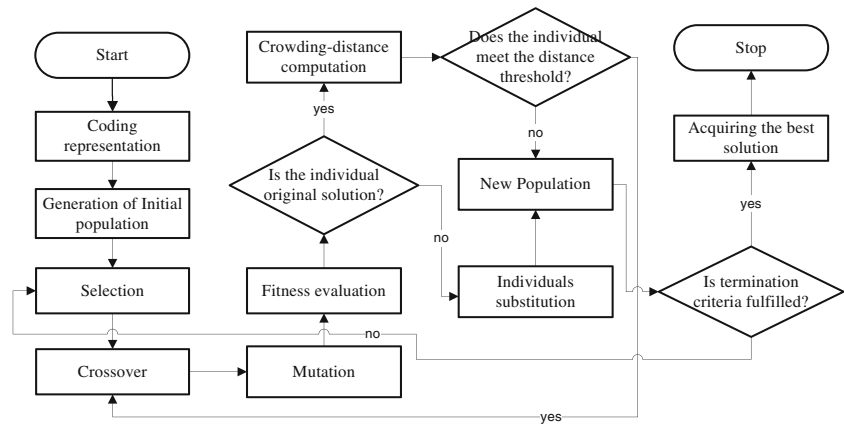 Start
Coding
representation
Generation of Initial
population
Selection
Crossover
Mutation
Fitness evaluation
Is the individual
original solution?
yes
no
Crowding-distance
computation
Does the individual
meet the distance
threshold?
no
yes
New Population
Individuals
substitution
Is termination
criteria fulfilled?
no
yes
Acquiring the best
solution
Stop